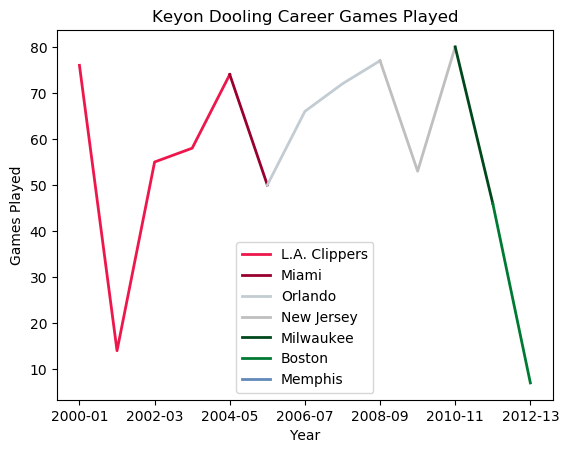 Keyon Dooling Career Games Played
Games Played
80
70
60
50
40
30
20
10
L.A. Clippers
Miami
Orlando
New Jersey
Milwaukee
Boston
Memphis
2000-01 2002-03 2004-05 2006-07 2008-09 2010-11 2012-13
Year